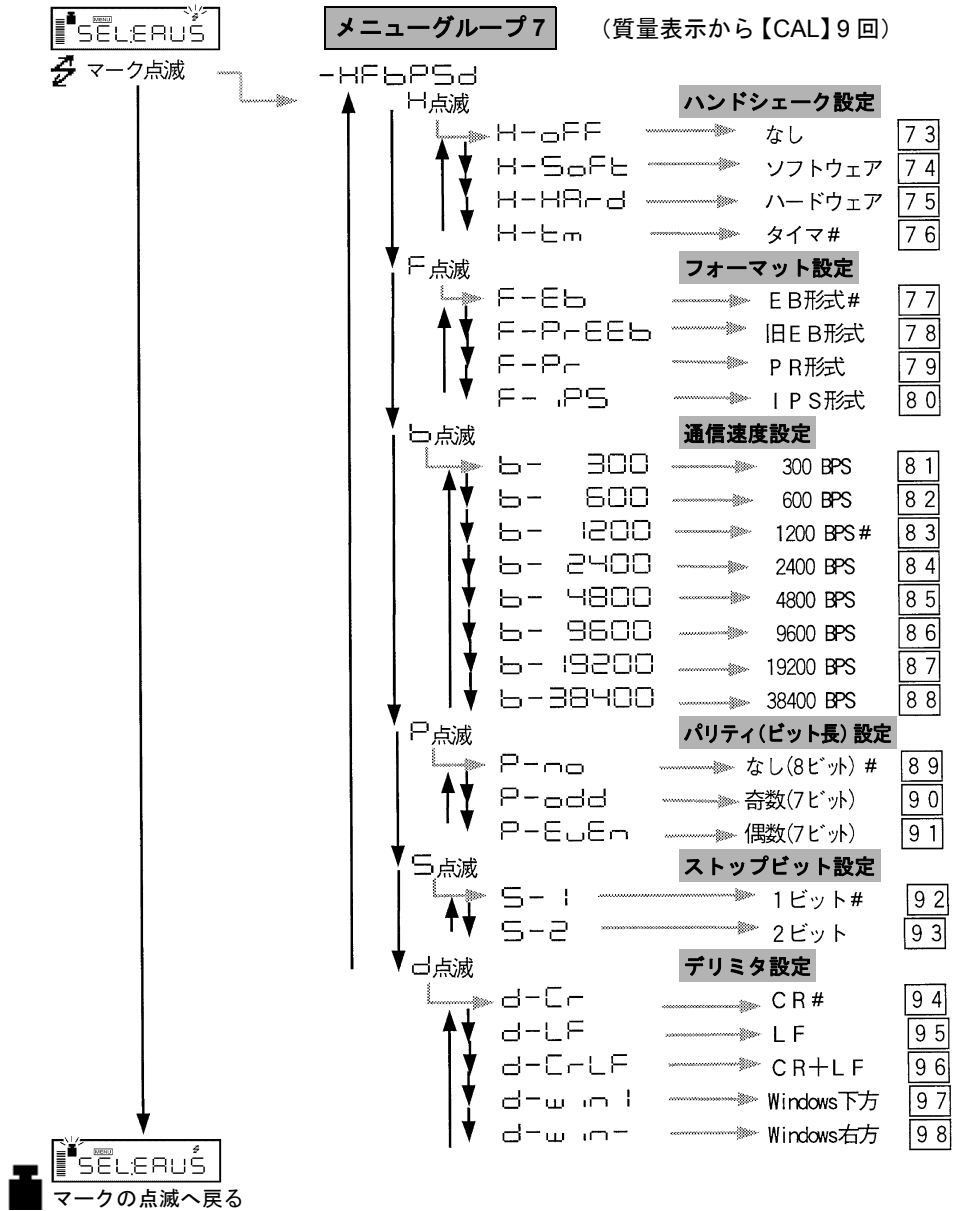 MENU
SEL:ERUS メニューグループ7 (質量表示から【CAL】9回)
マーク点滅
-HFbPSd
H点滅 ハンドシェーク設定
H-oFF なし 73
H-SoFt ソフトウェア 74
H-HArd ハードウェア 75
H-tm タイマ# 76
F点滅 フォーマット設定
F-Eb EB形式# 77
F-PrEEb 旧EB形式 78
F-Pr PR形式 79
F-iPS IPS形式 80
b点滅 通信速度設定
b- 300 300 BPS 81
b- 600 600 BPS 82
b- 1200 1200 BPS# 83
b- 2400 2400 BPS 84
b- 4800 4800 BPS 85
b- 9600 9600 BPS 86
b- 19200 19200 BPS 87
b-38400 38400 BPS 88
P点滅 パリティ(ビット長)設定
P-no なし(8ビット)# 89
P-odd 奇数(7ビット) 90
P-EvEn 偶数(7ビット) 91
S点滅 ストップビット設定
S-1 1ビット# 92
S-2 2ビット 93
d点滅 デリミタ設定
d-Cr CR# 94
d-LF LF 95
d-CrLF CR+LF 96
d-win1 Windows下方 97
d-win- Windows右方 98
MENU
SEL:ERUS
マークの点滅へ戻る